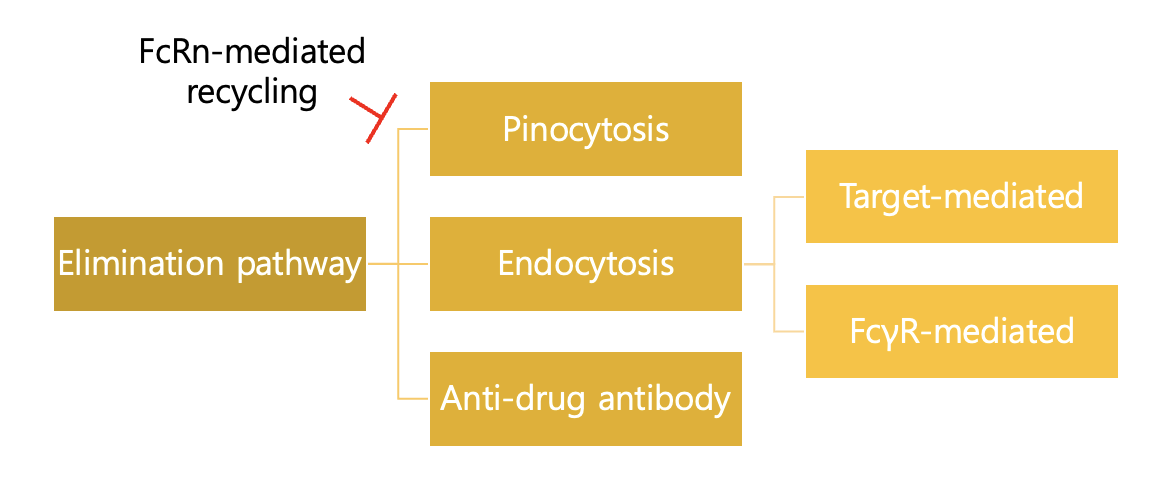 FcRn-mediated
recycling
Pinocytosis
Target-mediated
Elimination pathway
Endocytosis
FcγR-mediated
Anti-drug antibody